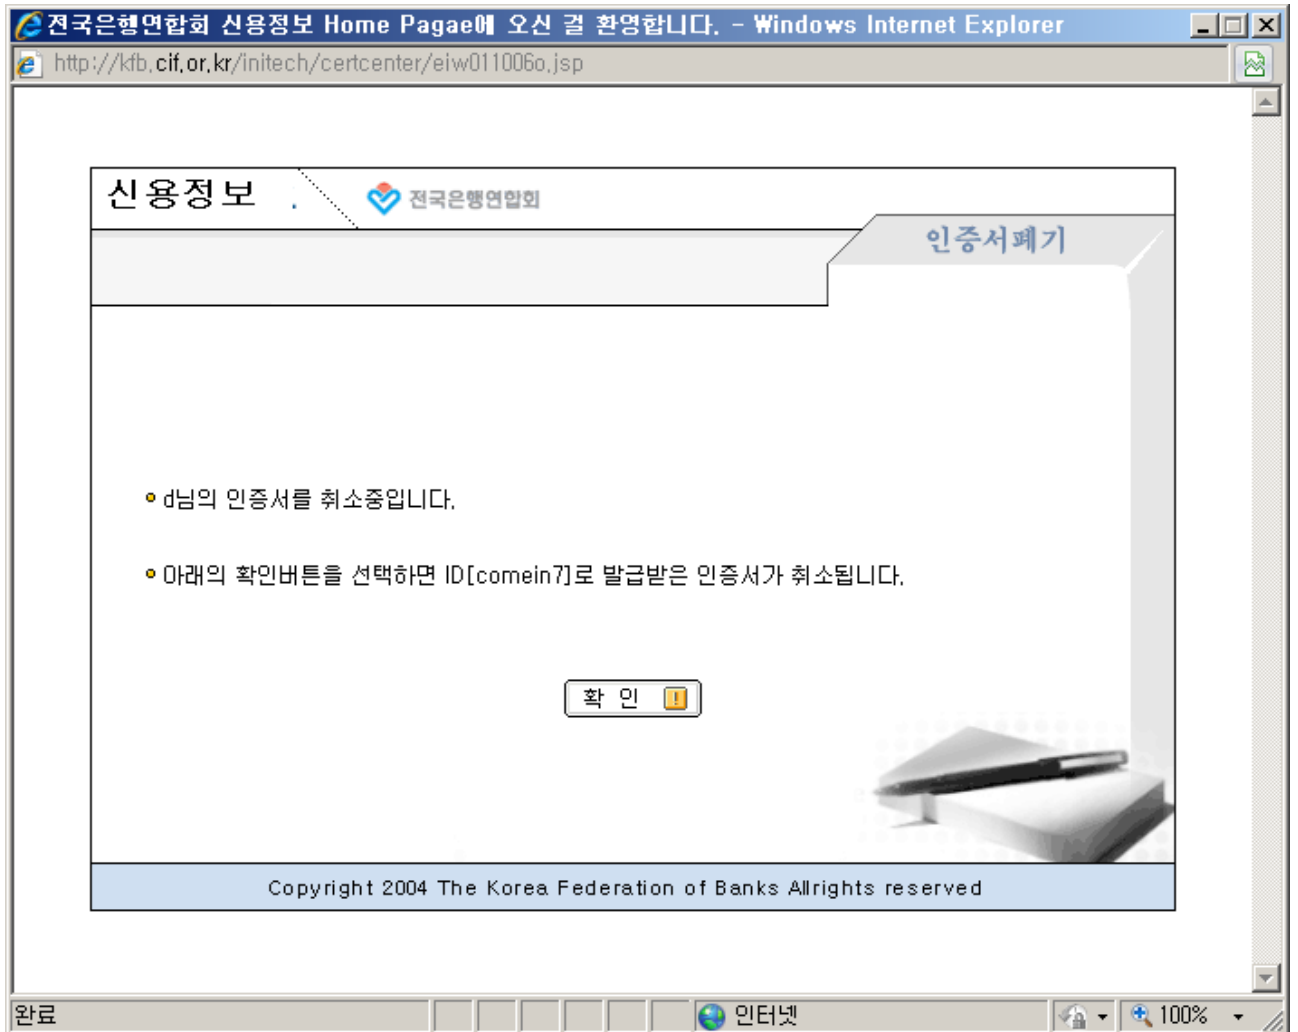 전국은행연합회 신용정보 Home Pagae에 오신 걸 환영합니다. - Windows Internet Explorer
http://kfb.cif.or.kr/initech/certcenter/eiw011006o.jsp
신용정보
전국은행연합회
인증서폐기
d님의 인증서를 취소중입니다.
아래의 확인버튼을 선택하면 ID[comein7]로 발급받은 인증서가 취소됩니다.
확 인
Copyright 2004 The Korea Federation of Banks Allrights reserved
완료
인터넷
100%